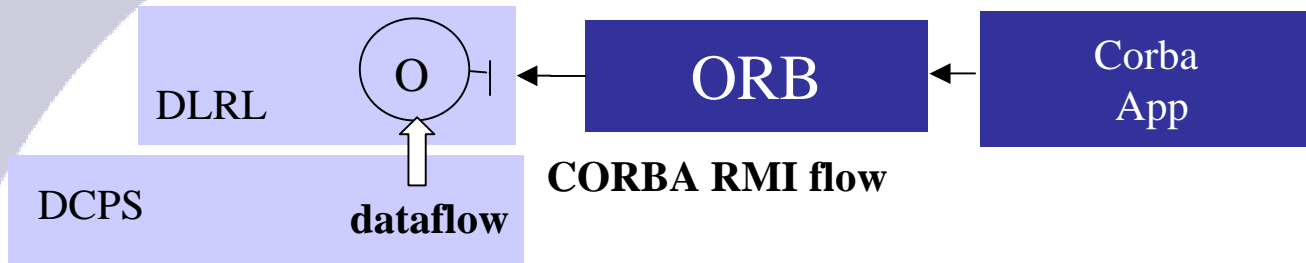 O
DLRL
DCPS
dataflow
ORB
CORBA RMI flow
Corba
App